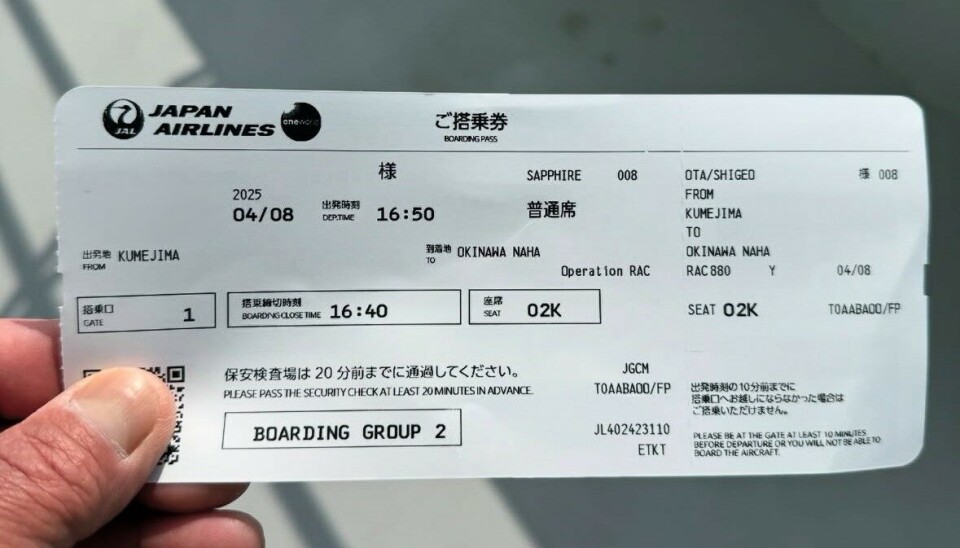 JAL
JAPAN
AIRLINES
oneworld
ご搭乗券
BOARDING PASS
様
SAPPHIRE 008
2025
04/08
出発時刻
DEP.TIME
16:50
普通席
出発地
FROM
KUMEJIMA
到着地
TO
OKINAWA NAHA
Operation RAC
搭乗口
GATE
1
搭乗締切時刻
BOARDING CLOSE TIME
16:40
座席
SEAT
02K
保安検査場は20分前までに通過してください。
PLEASE PASS THE SECURITY CHECK AT LEAST 20 MINUTES IN ADVANCE.
BOARDING GROUP 2
JGCM
TOAABAOO/FP
JL402423110
ETKT
OTA/SHIGEO 様 008
FROM
KUMEJIMA
TO
OKINAWA NAHA
RAC880 Y 04/08
SEAT 02K TOAABAOO/FP
出発時刻の10分前までに
搭乗口へお越しにならなかった場合は
ご搭乗いただけません。
PLEASE BE AT THE GATE AT LEAST 10 MINUTES
BEFORE DEPARTURE OR YOU WILL NOT BE ABLE TO
BOARD THE AIRCRAFT.